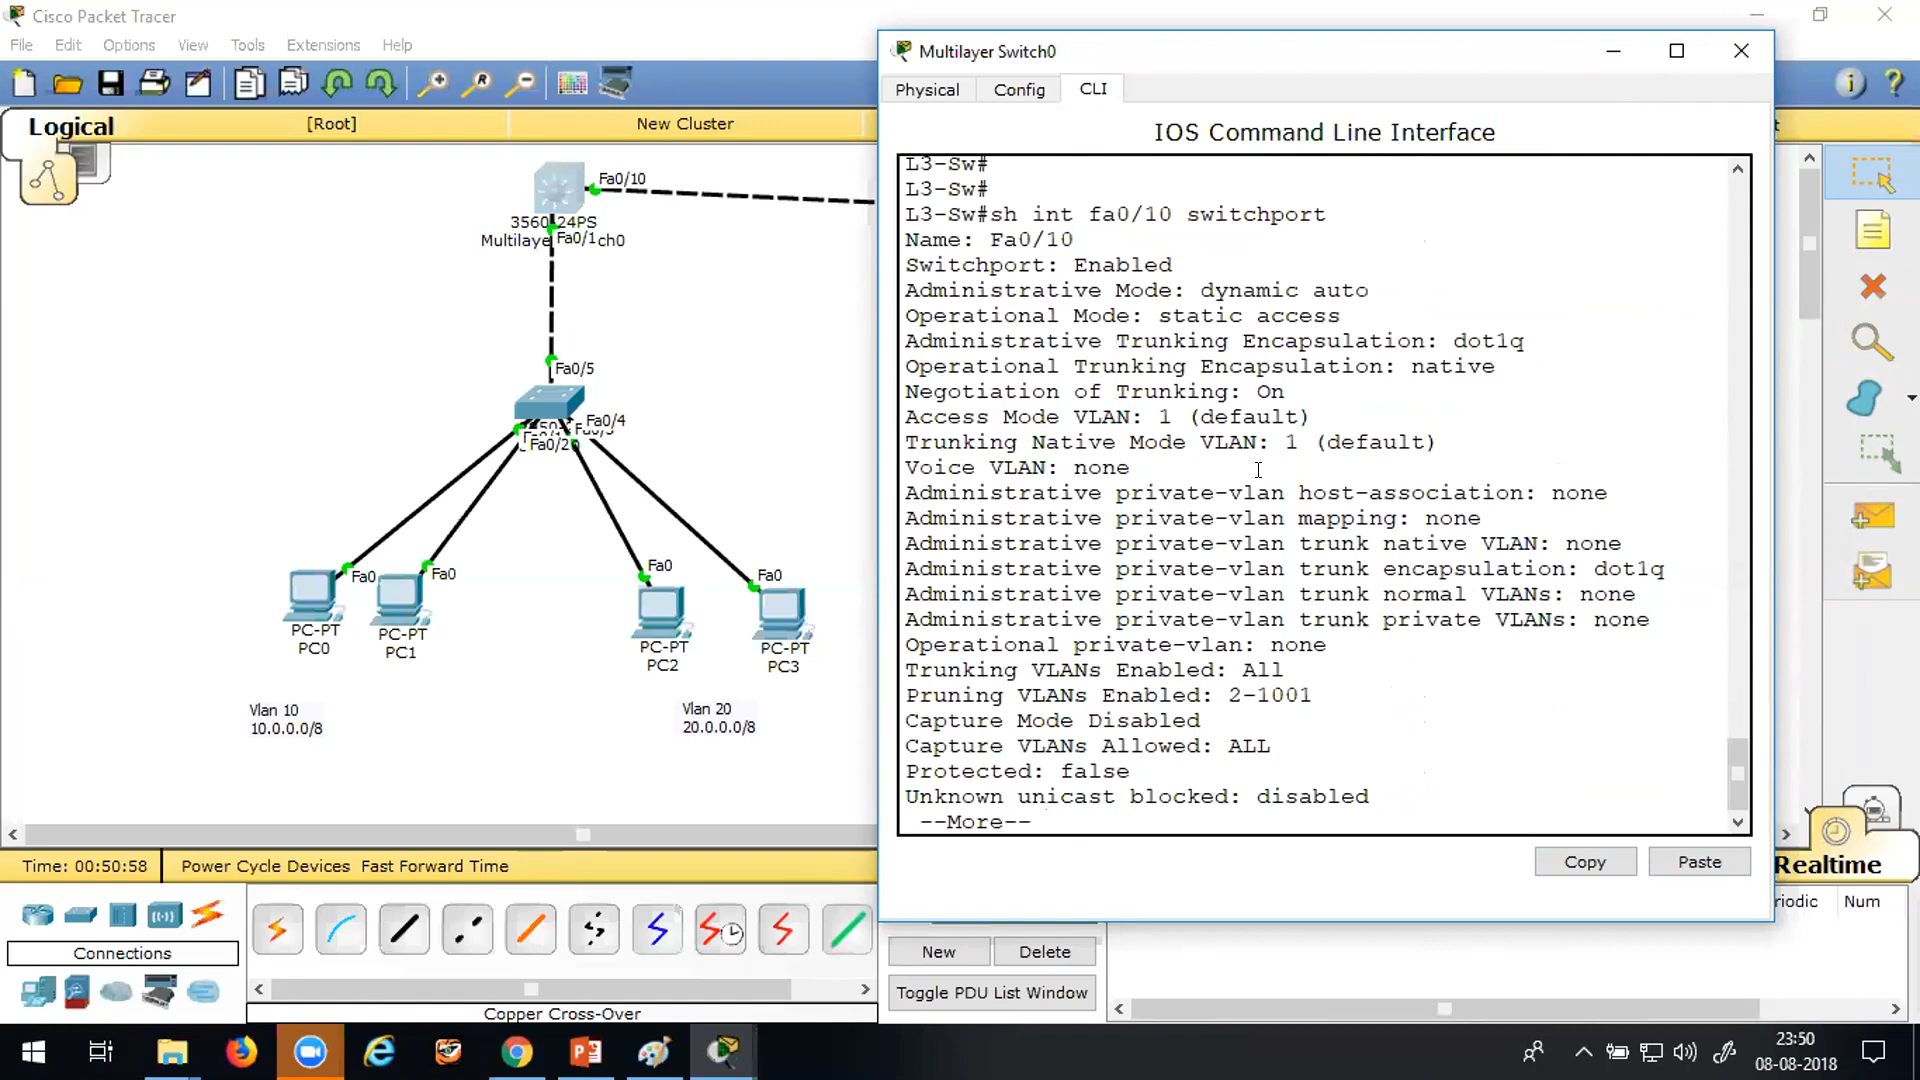 Cisco Packet Tracer
File Edit Options View Tools Extensions Help
Logical
[Root]
New Cluster
Fa0/10
3560-24PS
Fa0/1
Fa0/5
Fa0/4
Fa0/2
Fa0
Fa0
Fa0
Fa0
PC-PT
PC0
PC-PT
PC1
PC-PT
PC2
PC-PT
PC3
Vlan 10
10.0.0.0/8
Vlan 20
20.0.0.0/8
Time: 00:50:58
Power Cycle Devices Fast Forward Time
Connections
Copper Cross-Over
Multilayer Switch0
Physical Config CLI
IOS Command Line Interface
L3-Sw#
L3-Sw#
L3-Sw#sh int fa0/10 switchport
Name: Fa0/10
Switchport: Enabled
Administrative Mode: dynamic auto
Operational Mode: static access
Administrative Trunking Encapsulation: dot1q
Operational Trunking Encapsulation: native
Negotiation of Trunking: On
Access Mode VLAN: 1 (default)
Trunking Native Mode VLAN: 1 (default)
Voice VLAN: none
Administrative private-vlan host-association: none
Administrative private-vlan mapping: none
Administrative private-vlan trunk native VLAN: none
Administrative private-vlan trunk encapsulation: dot1q
Administrative private-vlan trunk normal VLANs: none
Administrative private-vlan trunk private VLANs: none
Operational private-vlan: none
Trunking VLANs Enabled: All
Pruning VLANs Enabled: 2-1001
Capture Mode Disabled
Capture VLANs Allowed: ALL
Protected: false
Unknown unicast blocked: disabled
--More--
Copy Paste
Realtime
New Delete
Toggle PDU List Window
riodic Num
23:50
08-08-2018